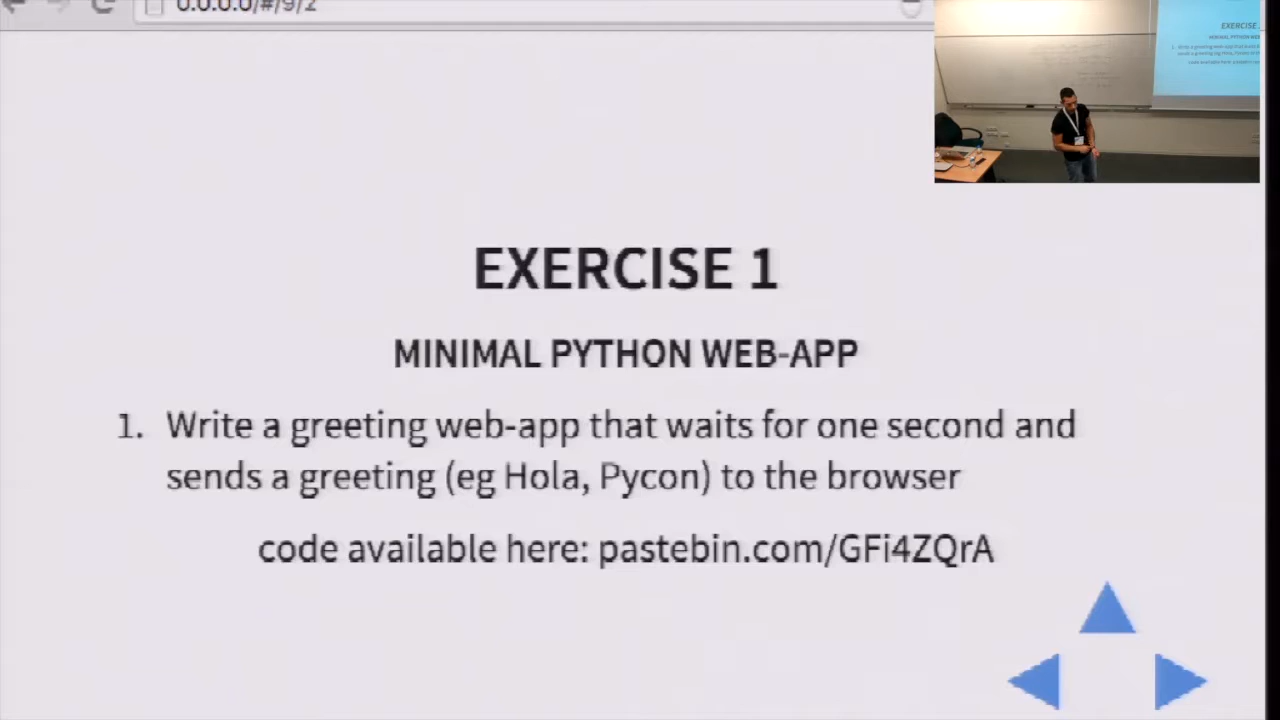 0.0.0.0/#/9/2
EXERCISE 1
MINIMAL PYTHON WEB-APP
1. Write a greeting web-app that waits for one second and
sends a greeting (eg Hola, Pycon) to the browser
code available here: pastebin.com/GFi4ZQrA